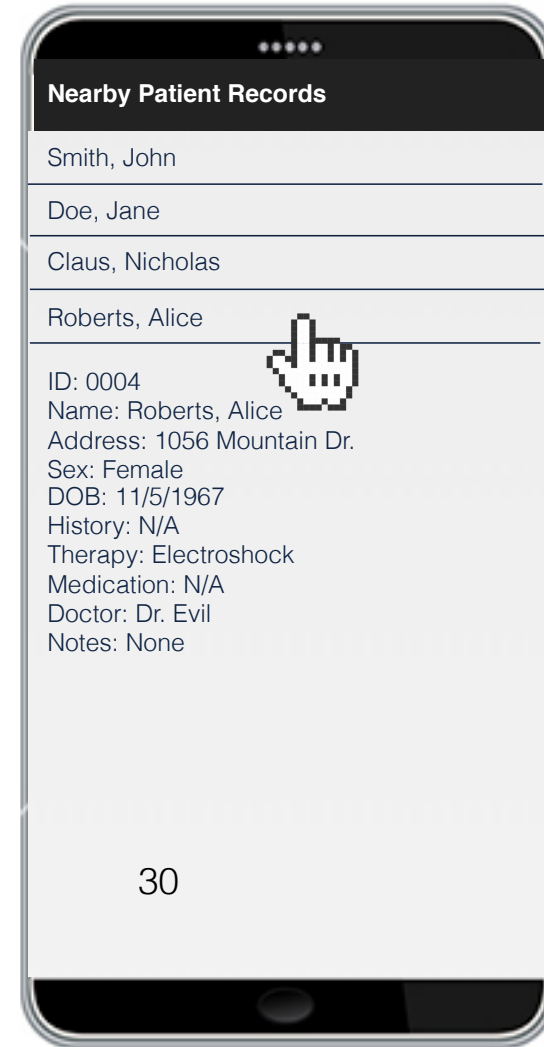 Nearby Patient Records
Smith, John
Doe, Jane
Claus, Nicholas
Roberts, Alice
ID: 0004
Name: Roberts, Alice
Address: 1056 Mountain Dr.
Sex: Female
DOB: 11/5/1967
History: N/A
Therapy: Electroshock
Medication: N/A
Doctor: Dr. Evil
Notes: None
30